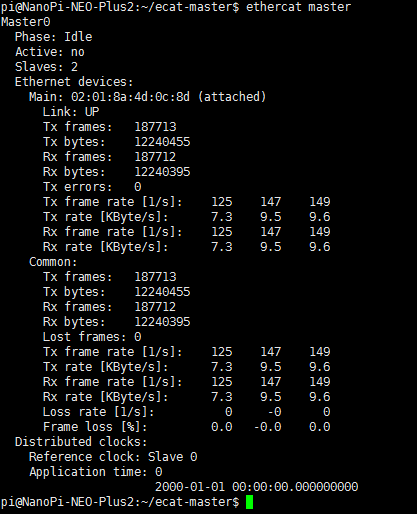 pi@NanoPi-NEO-Plus2:~/ecat-master$ ethercat master
Master0
  Phase: Idle
  Active: no
  Slaves: 2
  Ethernet devices:
    Main: 02:01:8a:4d:0c:8d (attached)
      Link: UP
      Tx frames:   187713
      Tx bytes:    12240455
      Rx frames:   187712
      Rx bytes:    12240395
      Tx errors:   0
      Tx frame rate [1/s]:    125    147    149
      Tx rate [KByte/s]:      7.3    9.5    9.6
      Rx frame rate [1/s]:    125    147    149
      Rx rate [KByte/s]:      7.3    9.5    9.6
    Common:
      Tx frames:   187713
      Tx bytes:    12240455
      Rx frames:   187712
      Rx bytes:    12240395
      Lost frames: 0
      Tx frame rate [1/s]:    125    147    149
      Tx rate [KByte/s]:      7.3    9.5    9.6
      Rx frame rate [1/s]:    125    147    149
      Rx rate [KByte/s]:      7.3    9.5    9.6
      Loss rate [1/s]:          0     -0      0
      Frame loss [%]:         0.0   -0.0    0.0
  Distributed clocks:
    Reference clock: Slave 0
    Application time: 0
                      2000-01-01 00:00:00.000000000
pi@NanoPi-NEO-Plus2:~/ecat-master$